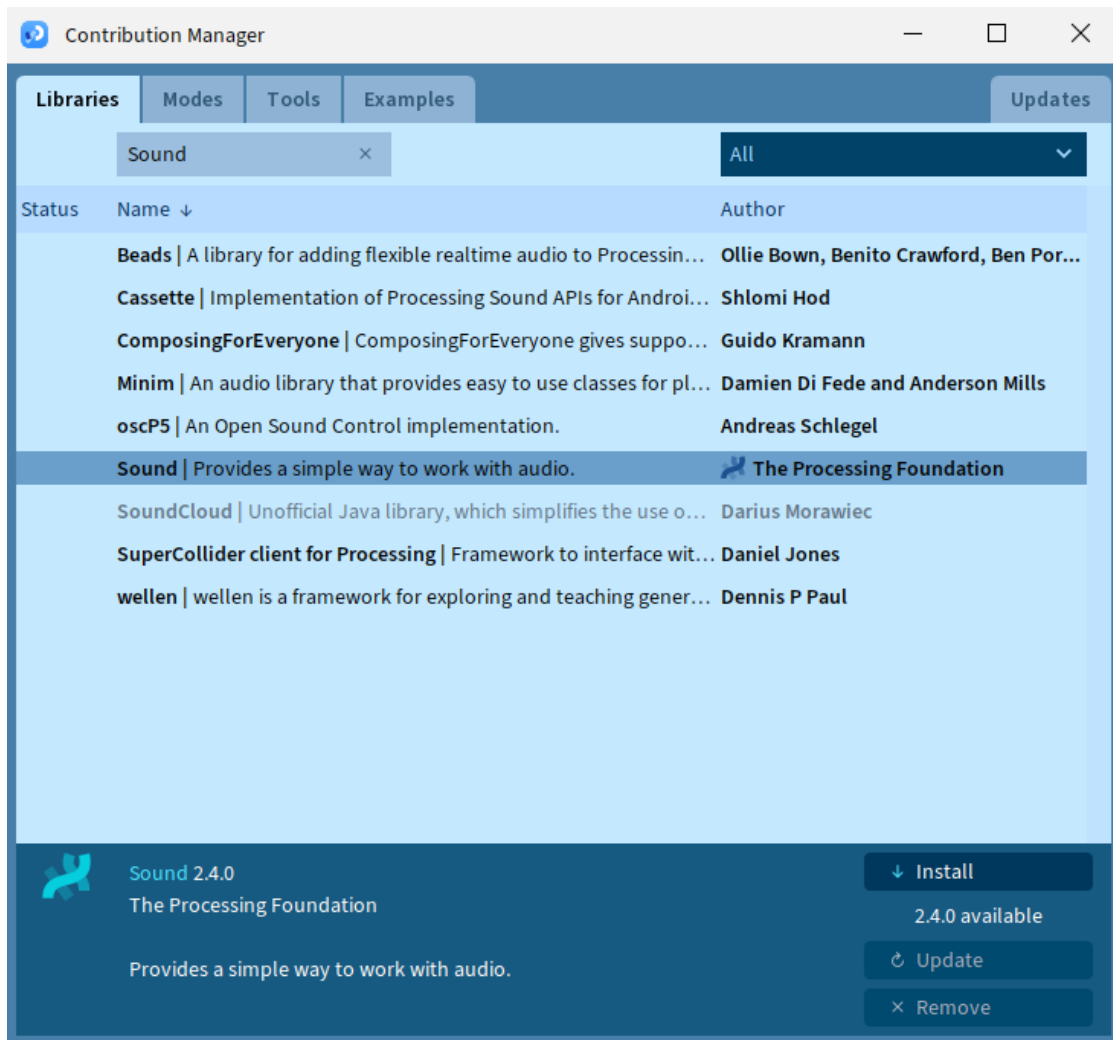 Contribution Manager
Libraries Modes Tools Examples Updates
Sound × All
Status Name ↓ Author
Beads | A library for adding flexible realtime audio to Processin... Ollie Bown, Benito Crawford, Ben Por...
Cassette | Implementation of Processing Sound APIs for Androi... Shlomi Hod
ComposingForEveryone | ComposingForEveryone gives suppo... Guido Kramann
Minim | An audio library that provides easy to use classes for pl... Damien Di Fede and Anderson Mills
oscP5 | An Open Sound Control implementation. Andreas Schlegel
Sound | Provides a simple way to work with audio. The Processing Foundation
SoundCloud | Unofficial Java library, which simplifies the use o... Darius Morawiec
SuperCollider client for Processing | Framework to interface wit... Daniel Jones
wellen | wellen is a framework for exploring and teaching gener... Dennis P Paul
Sound 2.4.0
The Processing Foundation
Provides a simple way to work with audio.
↓ Install
2.4.0 available
Update
× Remove